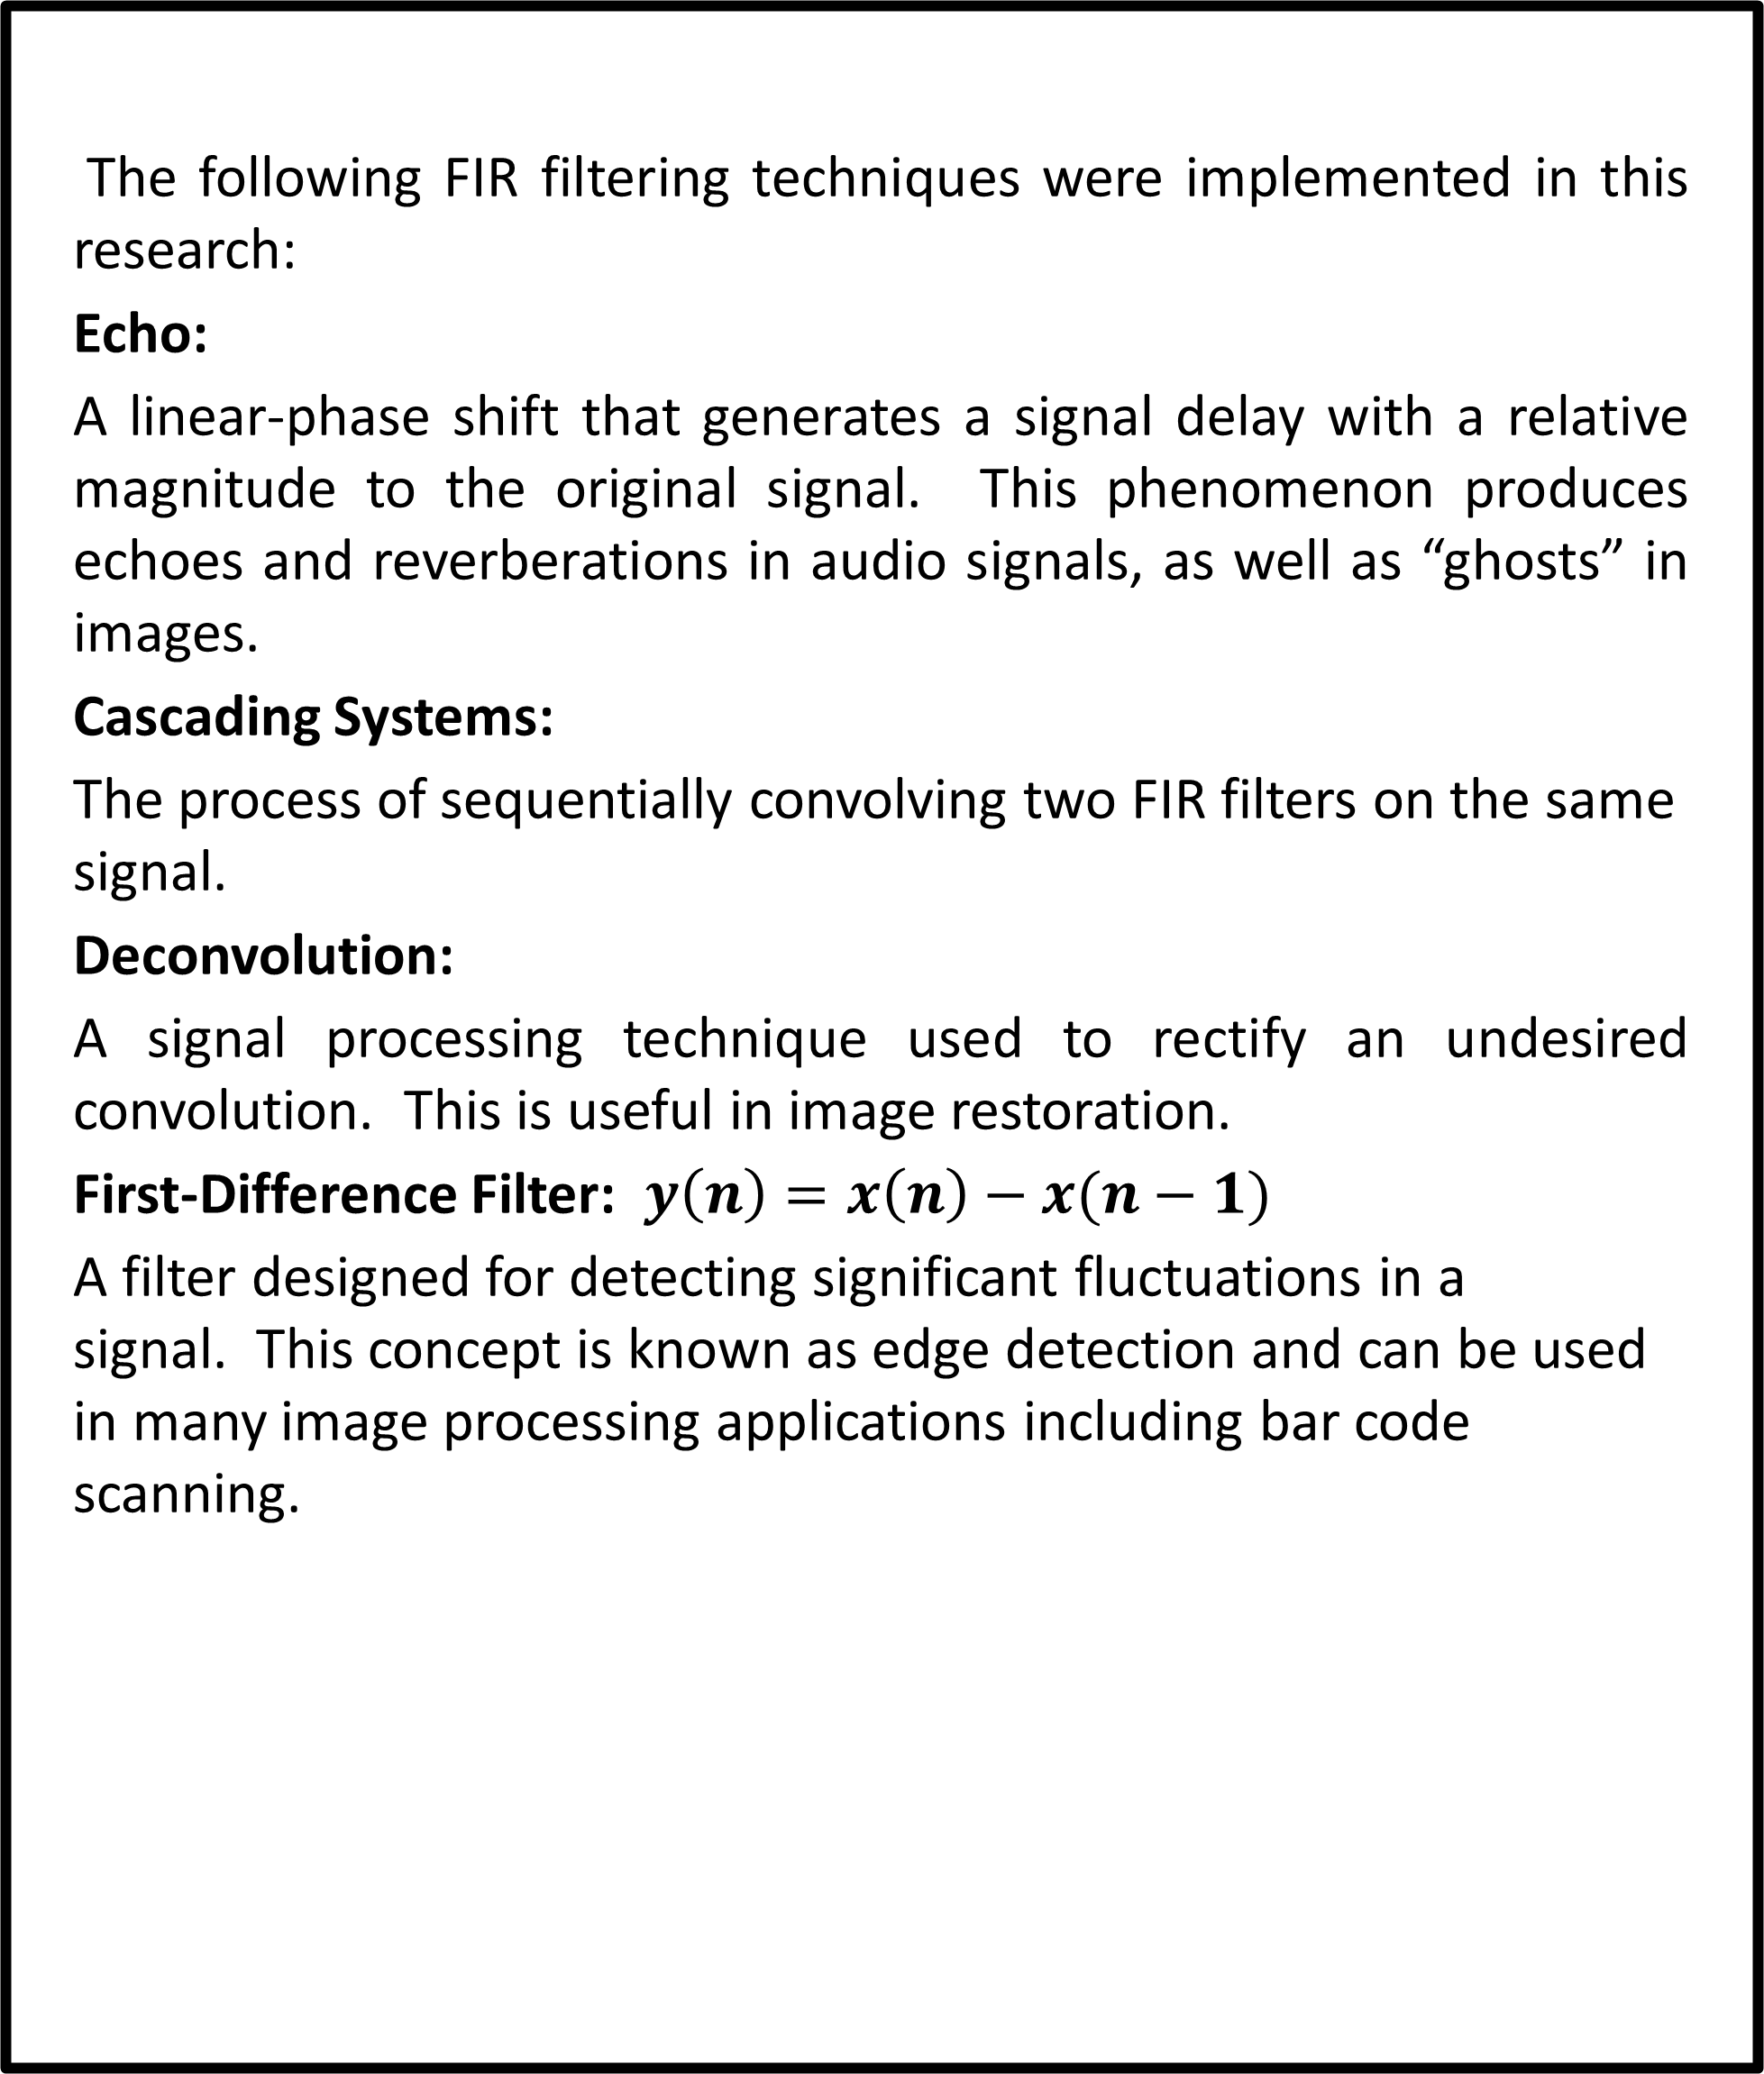 The following FIR filtering techniques were implemented in this
research:
Echo:
A linear-phase shift that generates a signal delay with a relative
magnitude to the original signal.  This phenomenon produces
echoes and reverberations in audio signals, as well as “ghosts” in
images.
Cascading Systems:
The process of sequentially convolving two FIR filters on the same
signal.
Deconvolution:
A signal processing technique used to rectify an undesired
convolution.  This is useful in image restoration.
First-Difference Filter:  y(n) = x(n) − x(n − 1)
A filter designed for detecting significant fluctuations in a
signal.  This concept is known as edge detection and can be used
in many image processing applications including bar code
scanning.